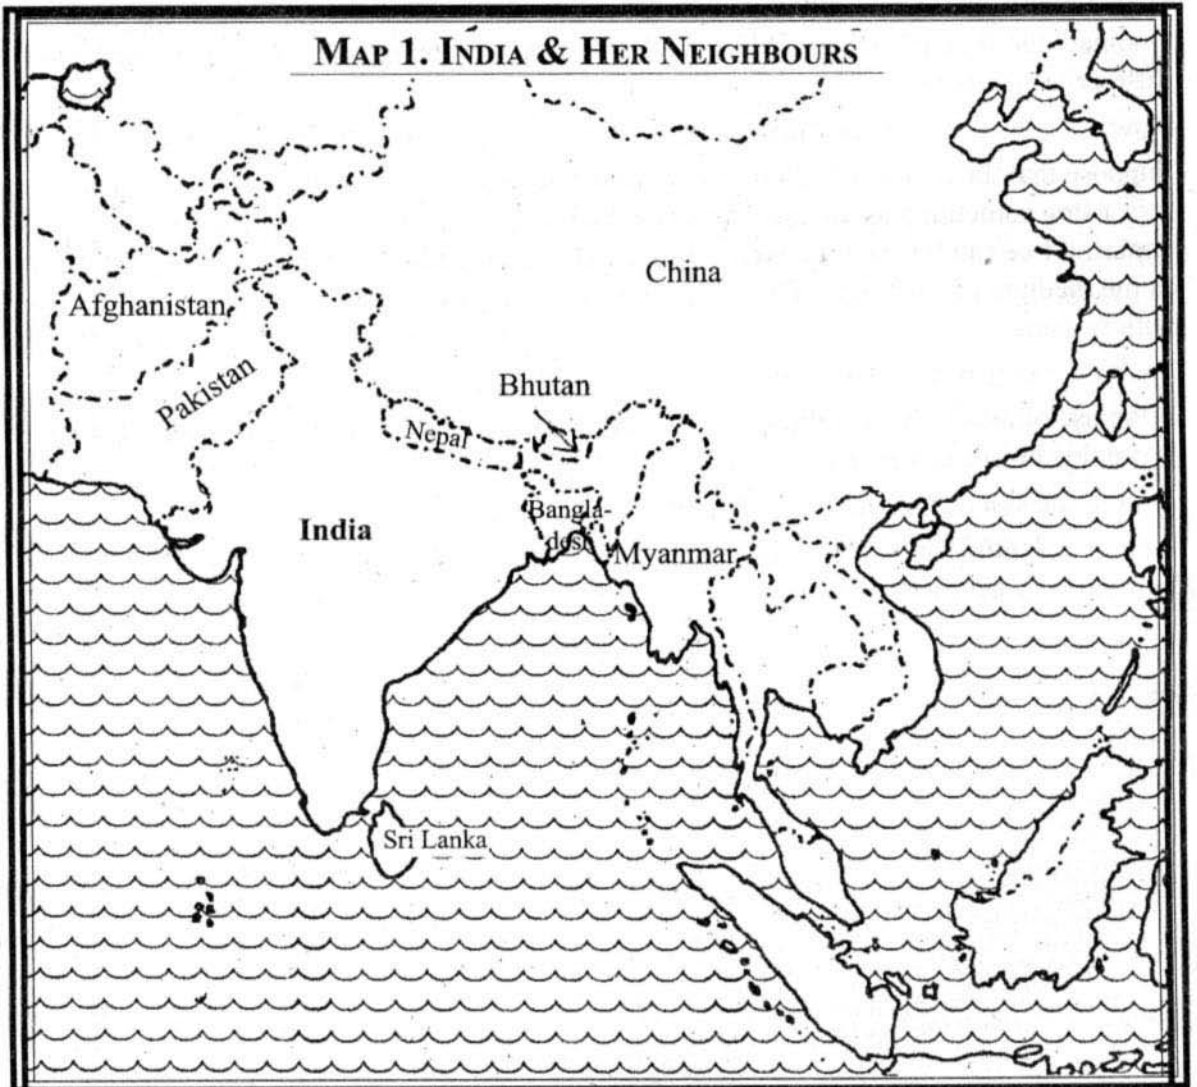 MAP 1. INDIA & HER NEIGHBOURS
China
Afghanistan
Pakistan
Bhutan
Nepal
India
Bangla-
desh
Myanmar
Sri Lanka